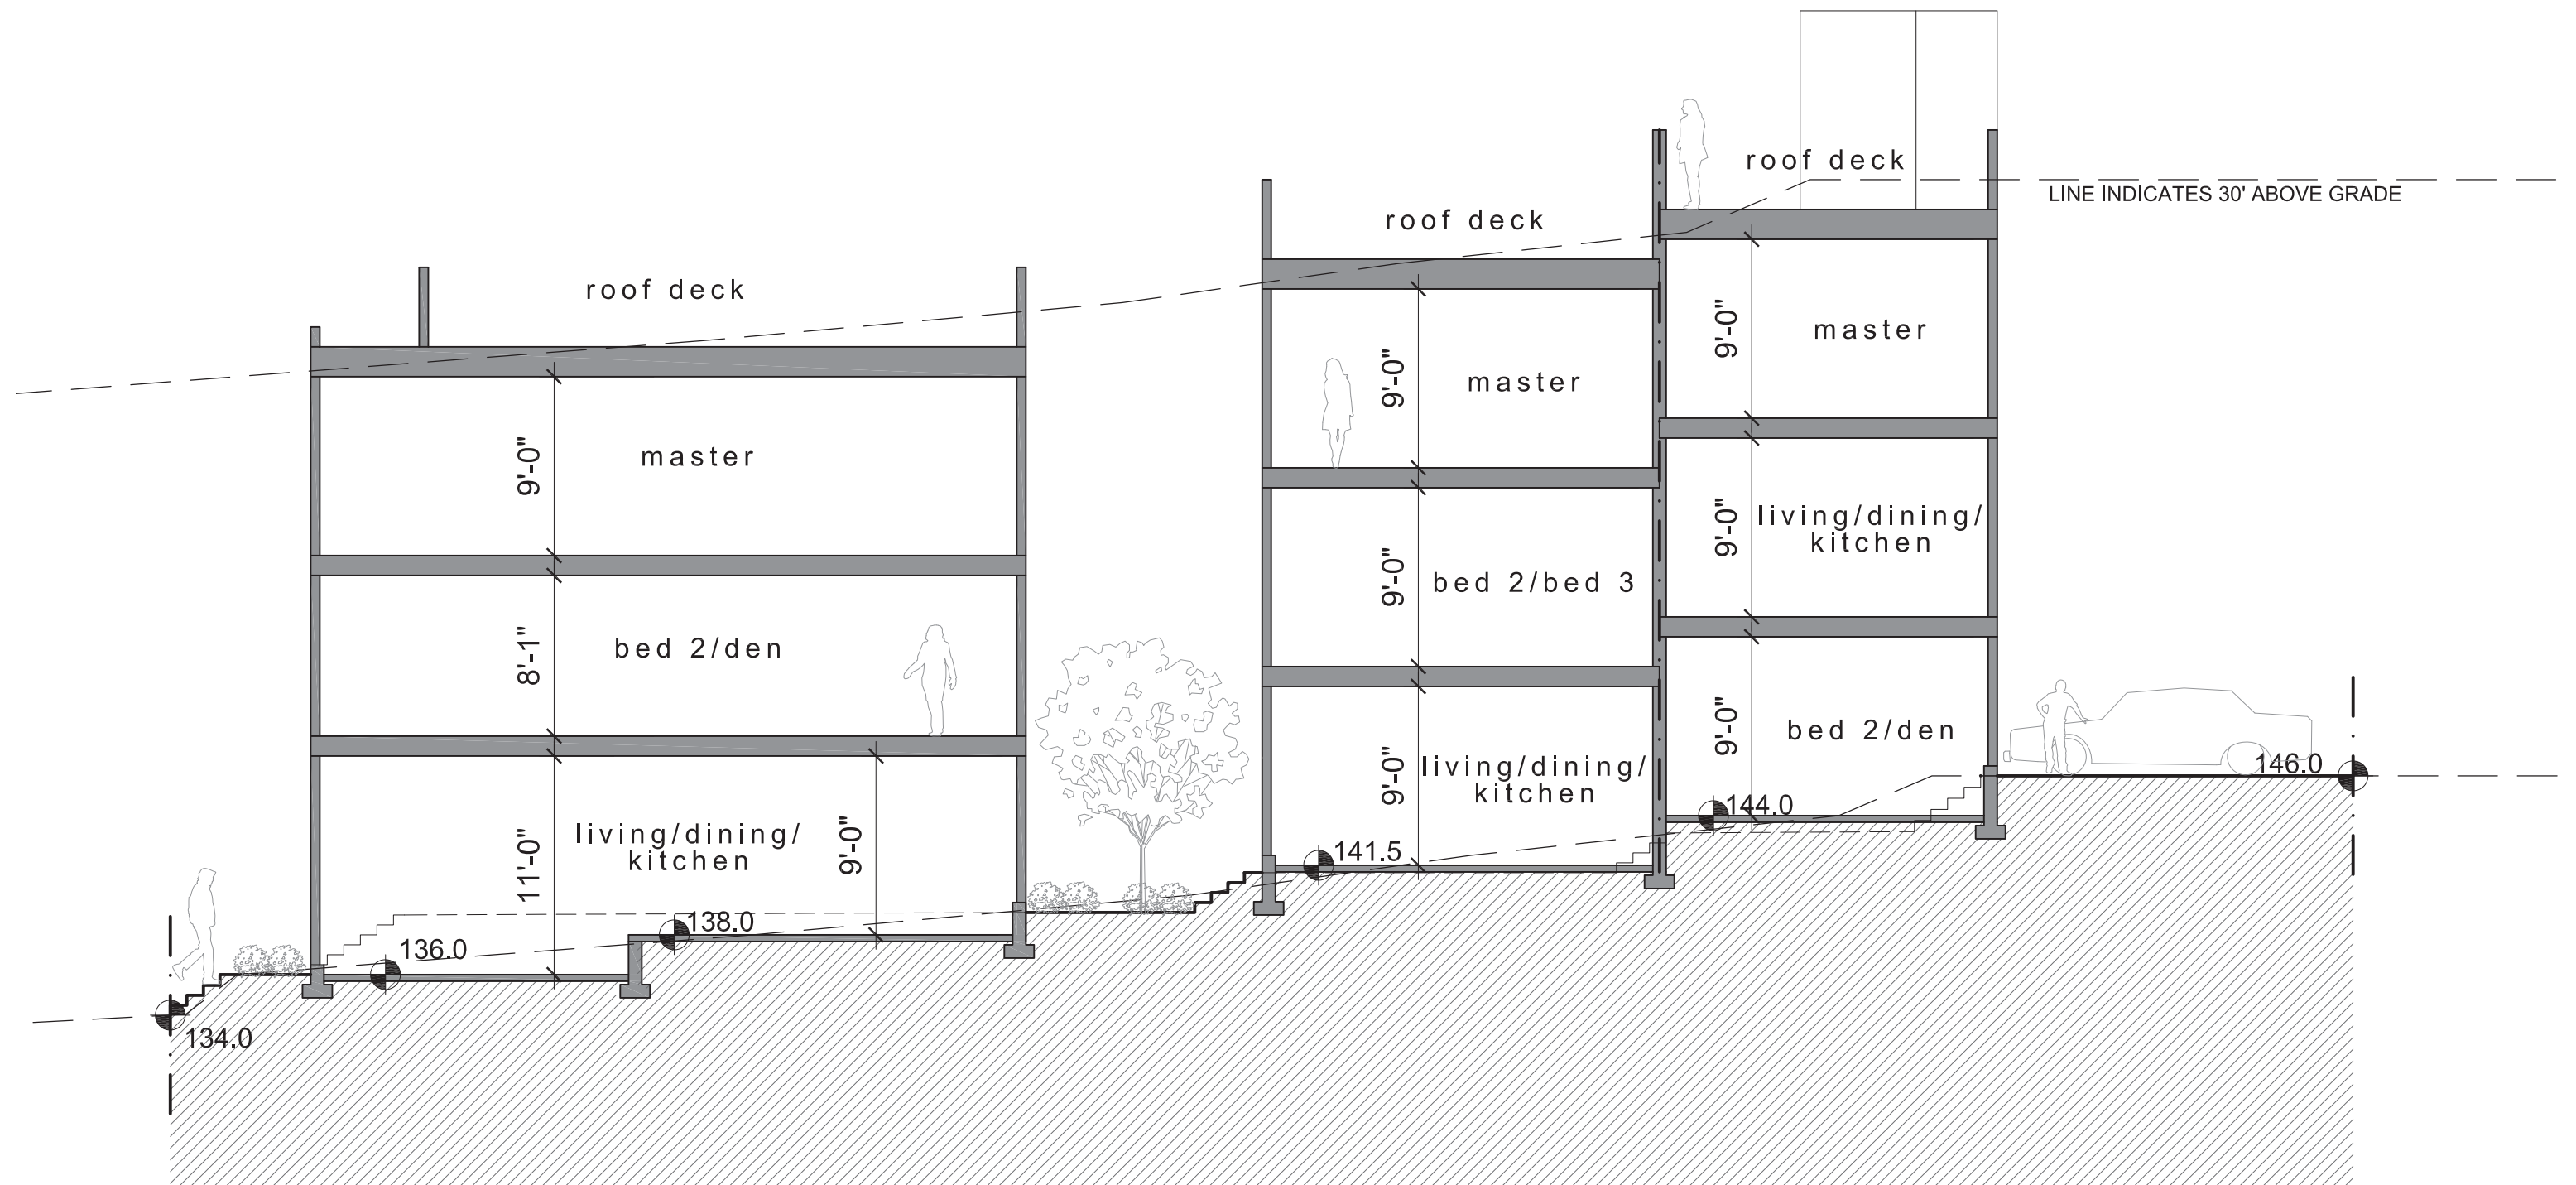 roof deck
LINE INDICATES 30' ABOVE GRADE
roof deck
roof deck
9'-0"
master
9'-0"
master
9'-0"
master
9'-0"
living/dining/
kitchen
9'-0"
bed 2/bed 3
8'-1"
bed 2/den
9'-0"
bed 2/den
146.0
9'-0"
living/dining/
kitchen
144.0
11'-0"
living/dining/
kitchen
9'-0"
141.5
138.0
136.0
134.0